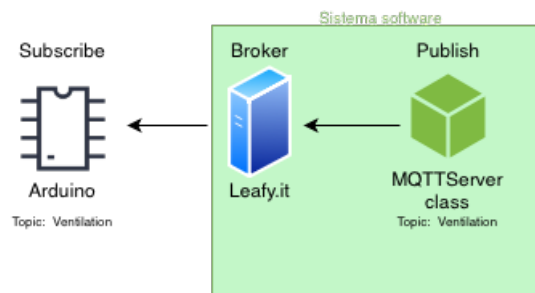 Sistema software
Subscribe
Broker
Publish
Arduino
Topic: Ventilation
Leafy.it
MQTTServer
class
Topic: Ventilation